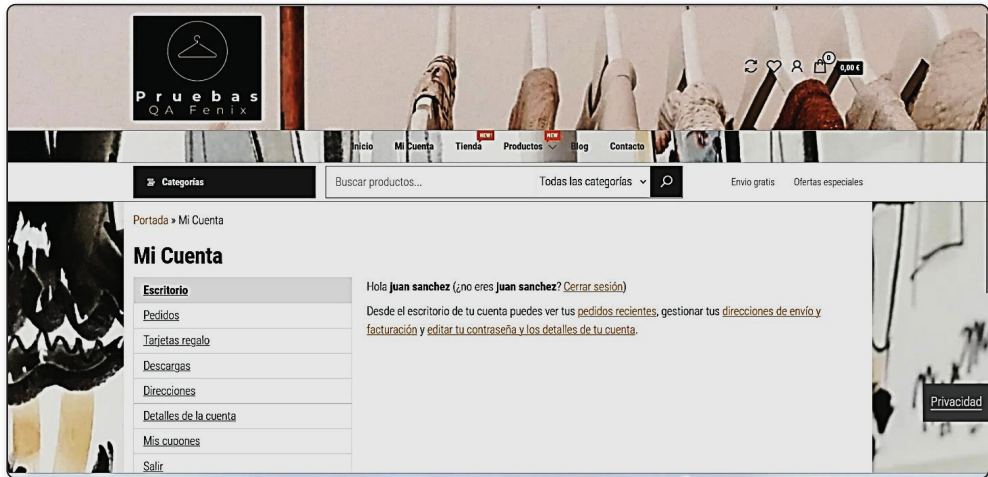 Pruebas
QA Fenix
0
0,00 €
NEW! NEW
Inicio Mi Cuenta Tienda Productos Blog Contacto
Categorías Buscar productos... Todas las categorías Envio gratis Ofertas especiales
Portada » Mi Cuenta
Mi Cuenta
Escritorio
Pedidos
Tarjetas regalo
Descargas
Direcciones
Detalles de la cuenta
Mis cupones
Salir
Hola juan sanchez (¿no eres juan sanchez? Cerrar sesión)
Desde el escritorio de tu cuenta puedes ver tus pedidos recientes, gestionar tus direcciones de envío y
facturación y editar tu contraseña y los detalles de tu cuenta.
Privacidad